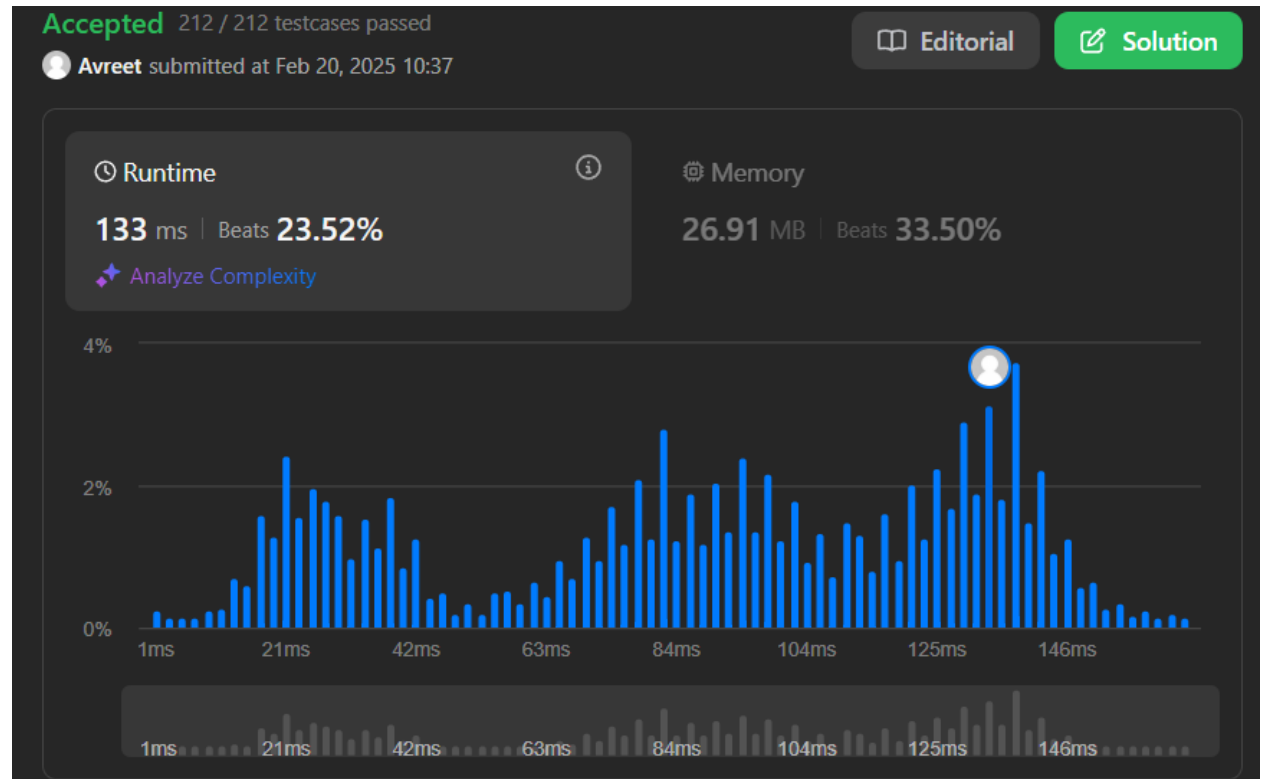 Accepted 212 / 212 testcases passed
Editorial
Solution
Avreet submitted at Feb 20, 2025 10:37
Runtime
Memory
133 ms | Beats 23.52%
26.91 MB | Beats 33.50%
Analyze Complexity
4%
2%
0%
1ms 21ms 42ms 63ms 84ms 104ms 125ms 146ms
1ms 21ms 42ms 63ms 84ms 104ms 125ms 146ms